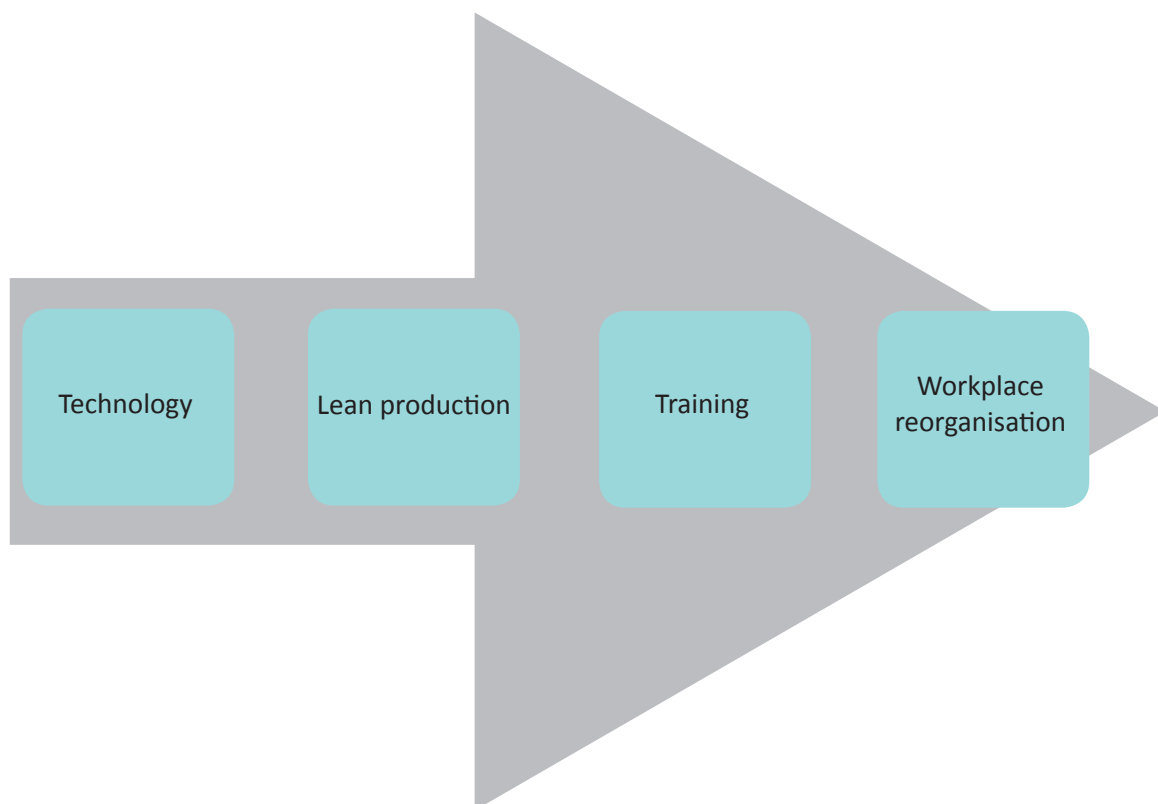 Technology
Lean production
Training
Workplace
reorganisation